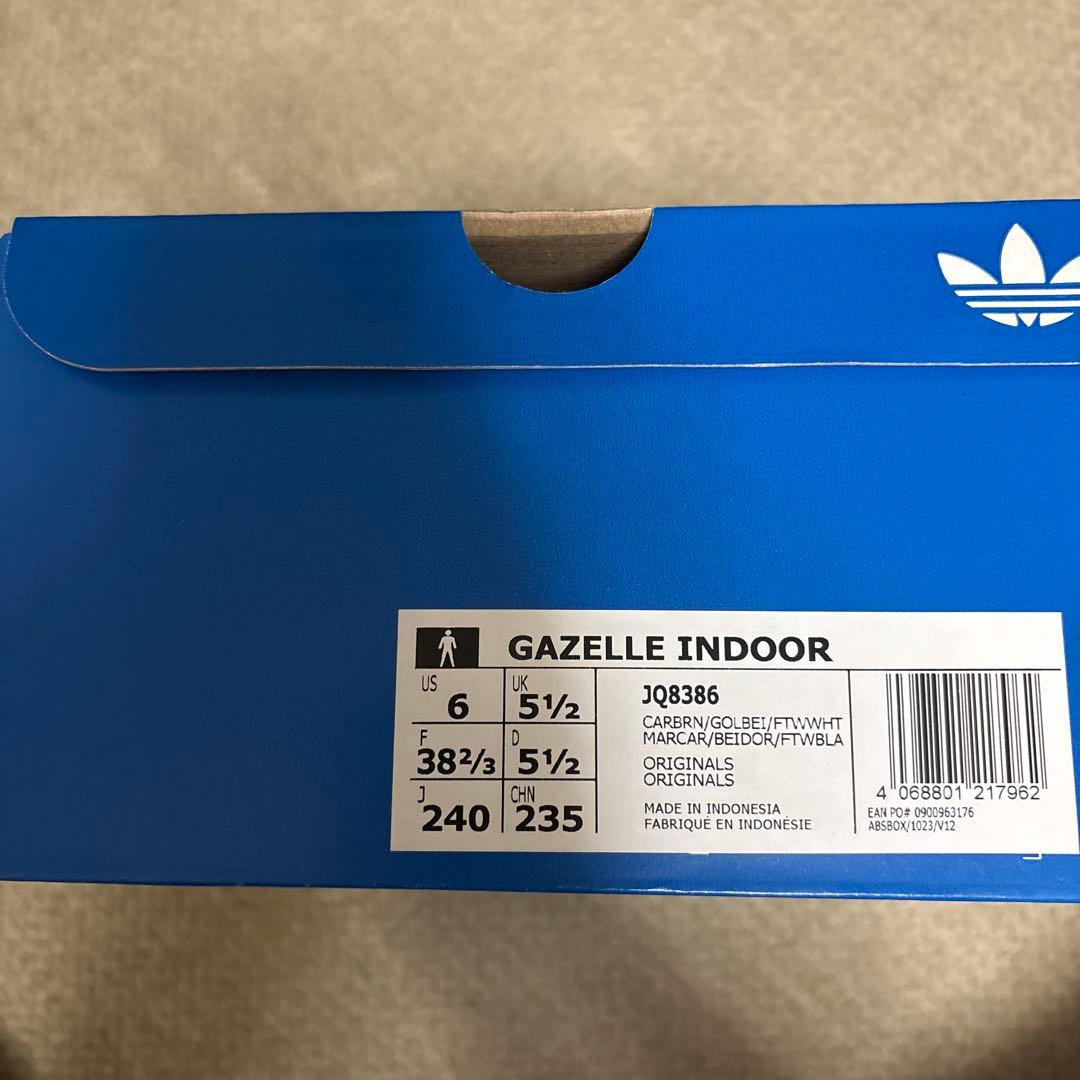 GAZELLE INDOOR
US 6 UK 5½
F 38⅔ D 5½
J 240 CHN 235
JQ8386
CARBRN/GOLBEI/FTWWHT
MARCAR/BEIDOR/FTWBLA
ORIGINALS
ORIGINALS
MADE IN INDONESIA
FABRIQUÉ EN INDONÉSIE
4 068801 217962
EAN PO# 0900963176
ABSBOX/1023/V12